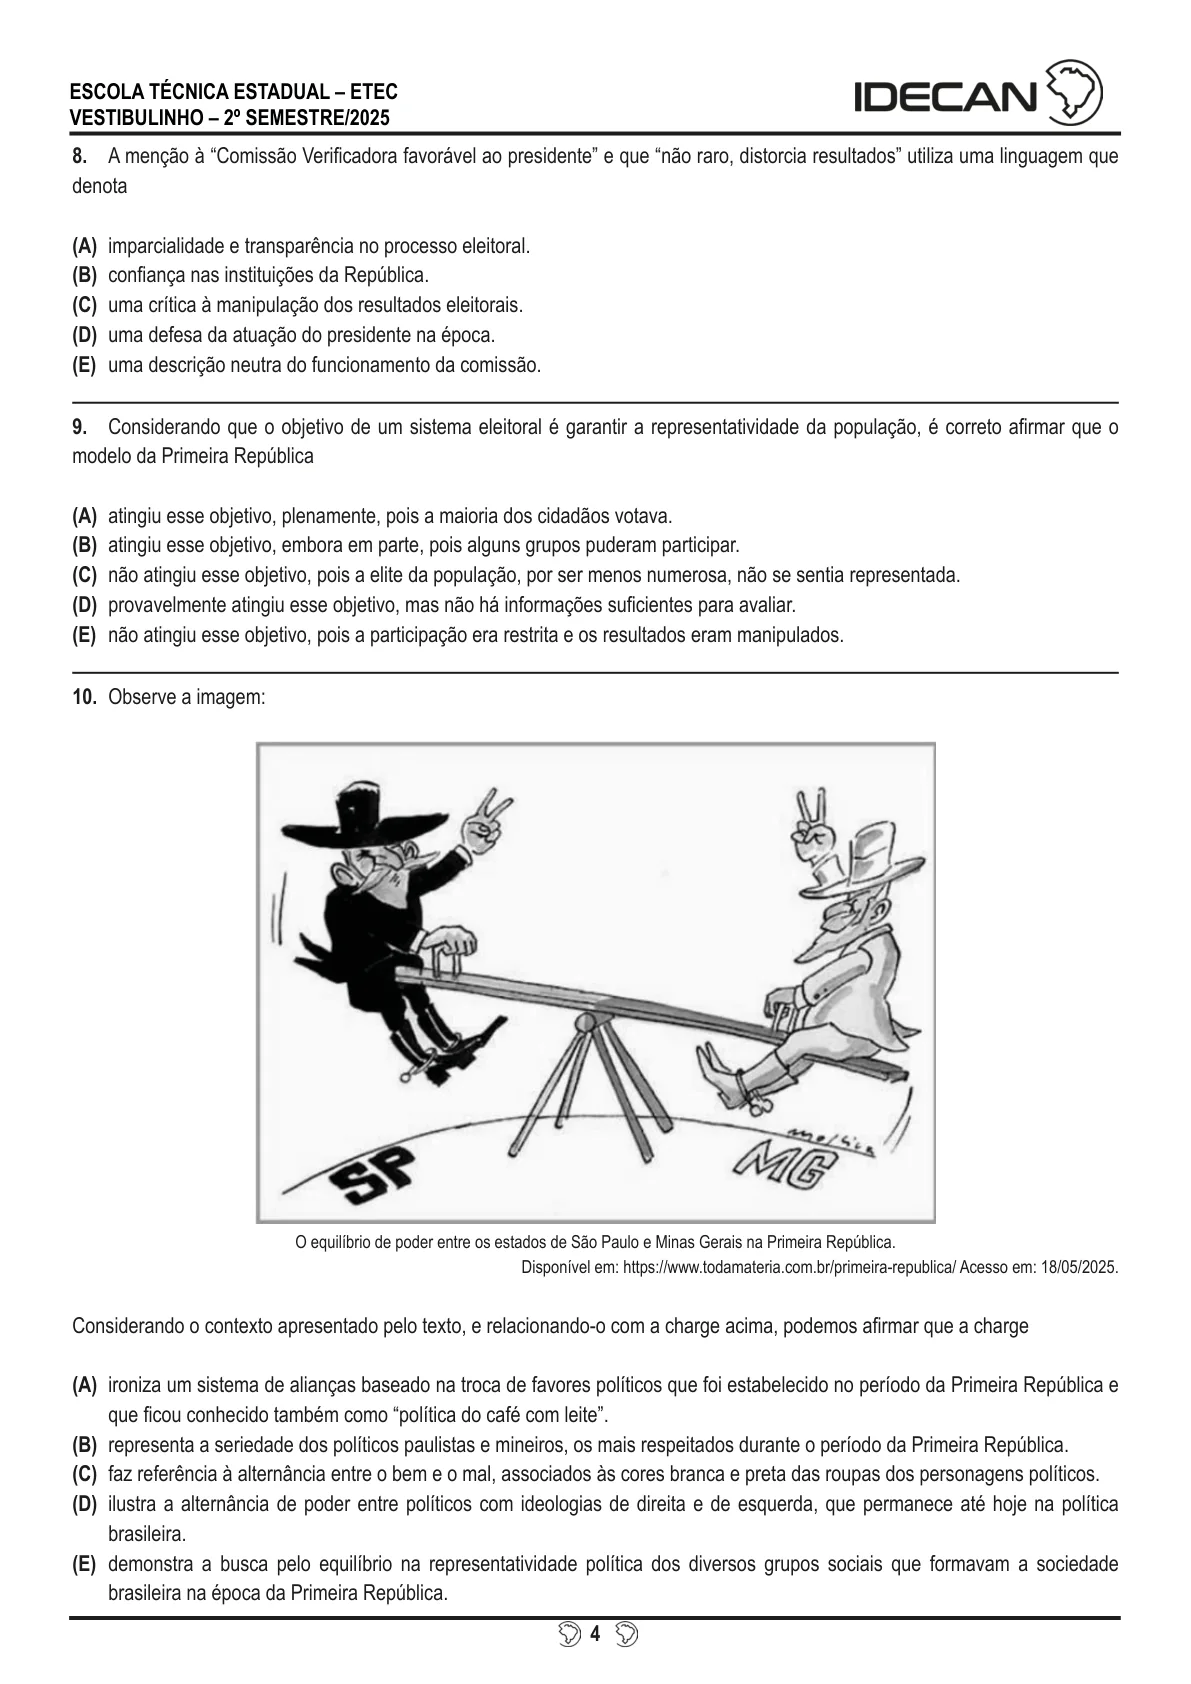 ESCOLA TÉCNICA ESTADUAL – ETEC
VESTIBULINHO – 2º SEMESTRE/2025
IDECAN
8. A menção à “Comissão Verificadora favorável ao presidente” e que “não raro, distorcia resultados” utiliza uma linguagem que
denota
(A) imparcialidade e transparência no processo eleitoral.
(B) confiança nas instituições da República.
(C) uma crítica à manipulação dos resultados eleitorais.
(D) uma defesa da atuação do presidente na época.
(E) uma descrição neutra do funcionamento da comissão.
9. Considerando que o objetivo de um sistema eleitoral é garantir a representatividade da população, é correto afirmar que o
modelo da Primeira República
(A) atingiu esse objetivo, plenamente, pois a maioria dos cidadãos votava.
(B) atingiu esse objetivo, embora em parte, pois alguns grupos puderam participar.
(C) não atingiu esse objetivo, pois a elite da população, por ser menos numerosa, não se sentia representada.
(D) provavelmente atingiu esse objetivo, mas não há informações suficientes para avaliar.
(E) não atingiu esse objetivo, pois a participação era restrita e os resultados eram manipulados.
10. Observe a imagem:
SP
MG
O equilíbrio de poder entre os estados de São Paulo e Minas Gerais na Primeira República.
Disponível em: https://www.todamateria.com.br/primeira-republica/ Acesso em: 18/05/2025.
Considerando o contexto apresentado pelo texto, e relacionando-o com a charge acima, podemos afirmar que a charge
(A) ironiza um sistema de alianças baseado na troca de favores políticos que foi estabelecido no período da Primeira República e
que ficou conhecido também como “política do café com leite”.
(B) representa a seriedade dos políticos paulistas e mineiros, os mais respeitados durante o período da Primeira República.
(C) faz referência à alternância entre o bem e o mal, associados às cores branca e preta das roupas dos personagens políticos.
(D) ilustra a alternância de poder entre políticos com ideologias de direita e de esquerda, que permanece até hoje na política
brasileira.
(E) demonstra a busca pelo equilíbrio na representatividade política dos diversos grupos sociais que formavam a sociedade
brasileira na época da Primeira República.
4